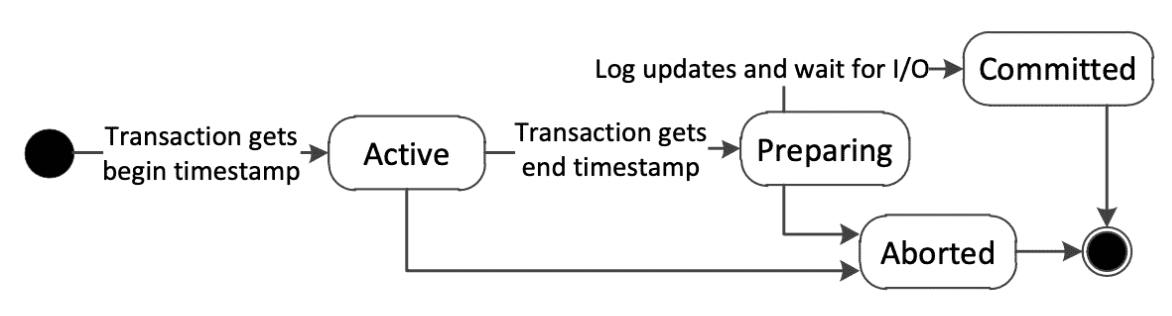 Log updates and wait for I/O
Committed
Transaction gets
begin timestamp
Active
Transaction gets
end timestamp
Preparing
Aborted